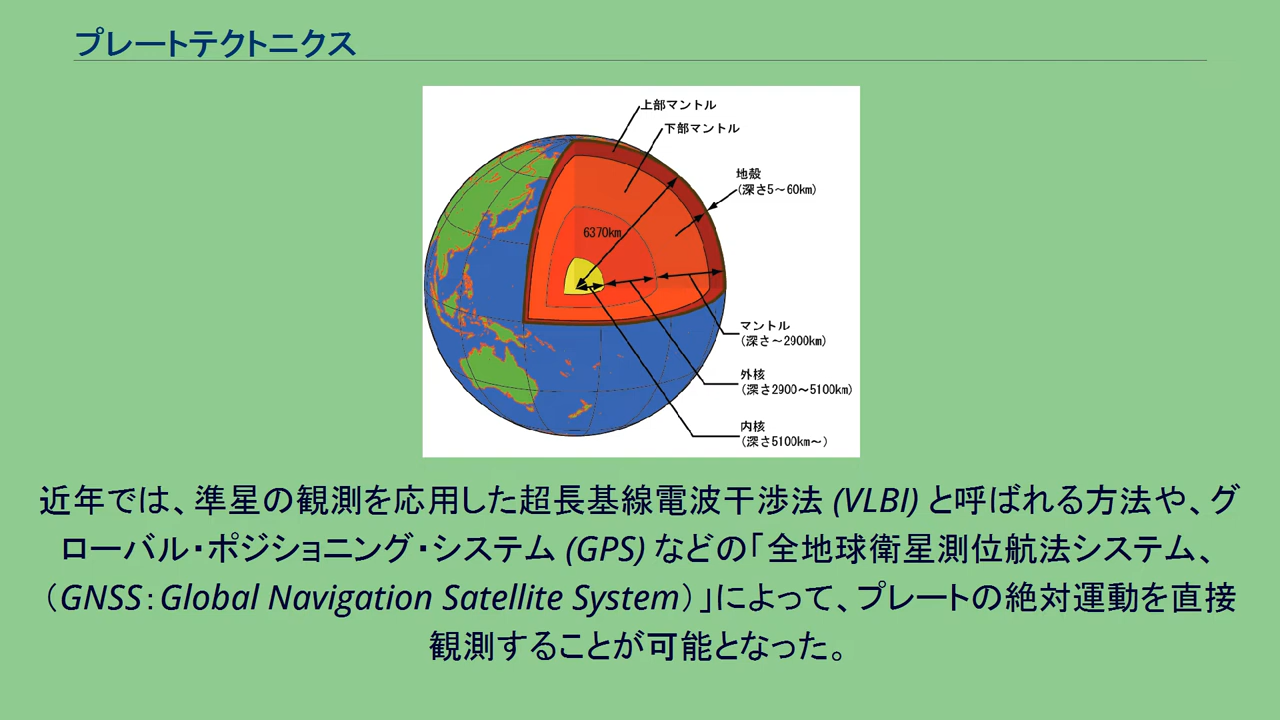 プレートテクトニクス
上部マントル
下部マントル
地殻
(深さ5～60km)
6370km
マントル
(深さ～2900km)
外核
(深さ2900～5100km)
内核
(深さ5100km～)
近年では、準星の観測を応用した超長基線電波干渉法 (VLBI) と呼ばれる方法や、グ
ローバル・ポジショニング・システム (GPS) などの「全地球衛星測位航法システム、
（GNSS：Global Navigation Satellite System）」によって、プレートの絶対運動を直接
観測することが可能となった。